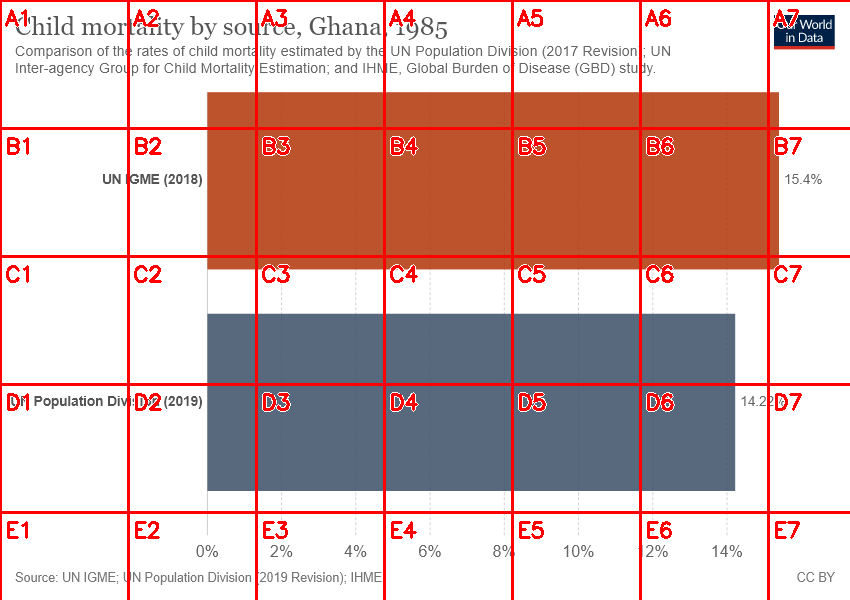 Child mortality by source, Ghana, 1985
Our World
in Data
Comparison of the rates of child mortality estimated by the UN Population Division (2017 Revision); UN
Inter-agency Group for Child Mortality Estimation; and IHME, Global Burden of Disease (GBD) study.
A1 A2 A3 A4 A5 A6 A7
B1 B2 B3 B4 B5 B6 B7
UN IGME (2018)
15.4%
C1 C2 C3 C4 C5 C6 C7
D1 D2 D3 D4 D5 D6 D7
UN Population Division (2019)
14.22%
E1 E2 E3 E4 E5 E6 E7
0% 2% 4% 6% 8% 10% 12% 14%
Source: UN IGME; UN Population Division (2019 Revision); IHME
CC BY